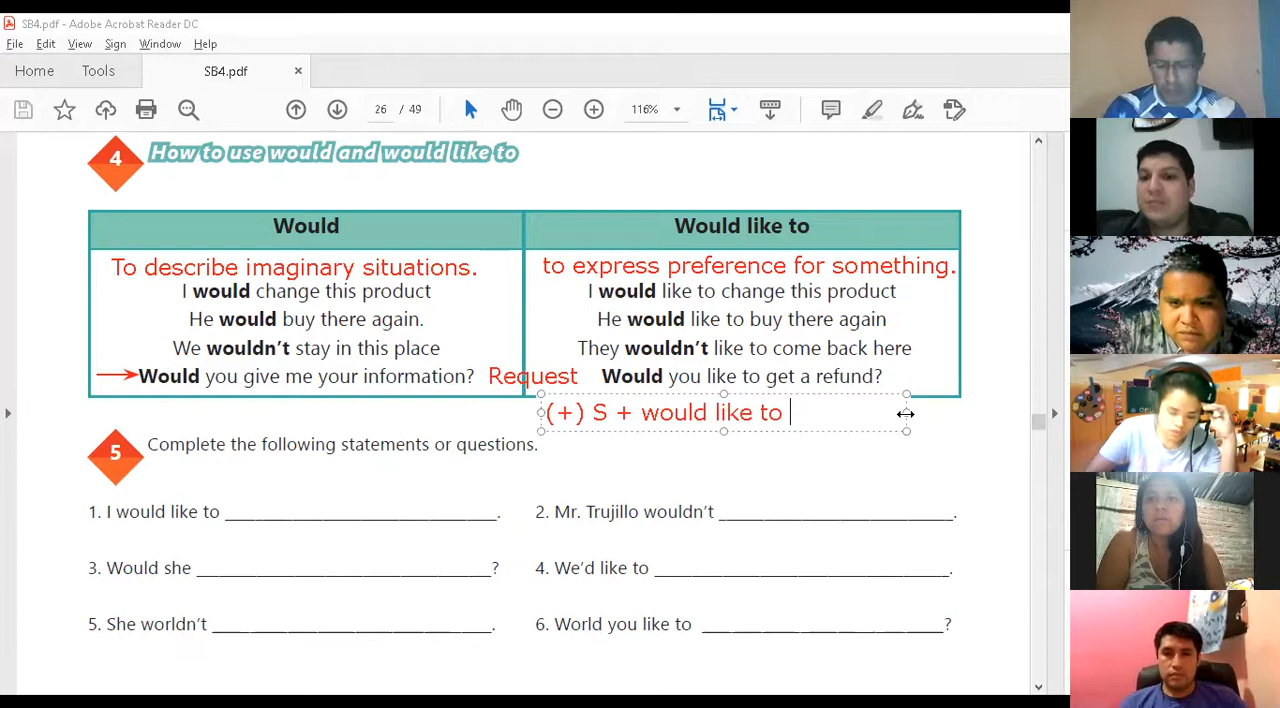 SB4.pdf - Adobe Acrobat Reader DC
File Edit View Sign Window Help
Home Tools SB4.pdf ×
26 / 49 116%
4 How to use would and would like to
Would Would like to
To describe imaginary situations. to express preference for something.
I would change this product I would like to change this product
He would buy there again. He would like to buy there again
We wouldn't stay in this place They wouldn't like to come back here
Would you give me your information? Request Would you like to get a refund?
(+) S + would like to
5 Complete the following statements or questions.
1. I would like to ______________________________. 2. Mr. Trujillo wouldn't __________________________.
3. Would she ________________________________? 4. We'd like to ________________________________.
5. She worldn't ______________________________. 6. World you like to __________________________?